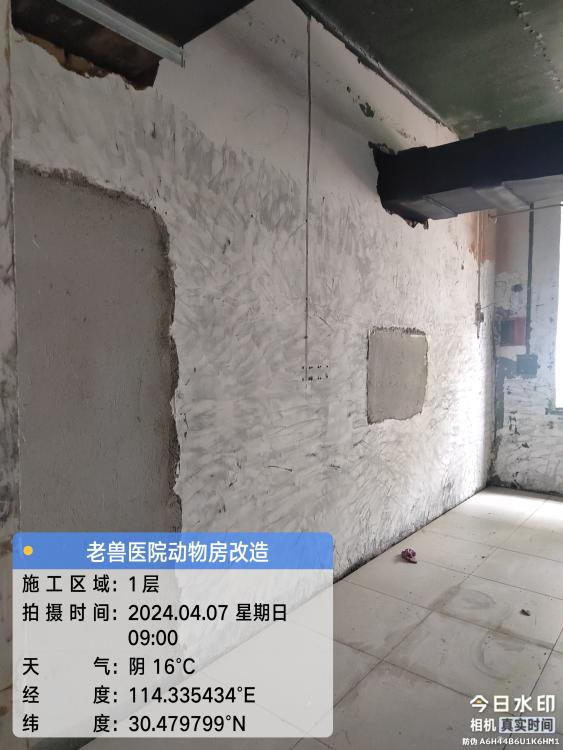 老兽医院动物房改造
施工区域：1层
拍摄时间：2024.04.07 星期日
09:00
天气：阴 16℃
经度：114.335434°E
纬度：30.479799°N
今日水印
相机 真实时间
防伪 A6H44B6U1K6HM1